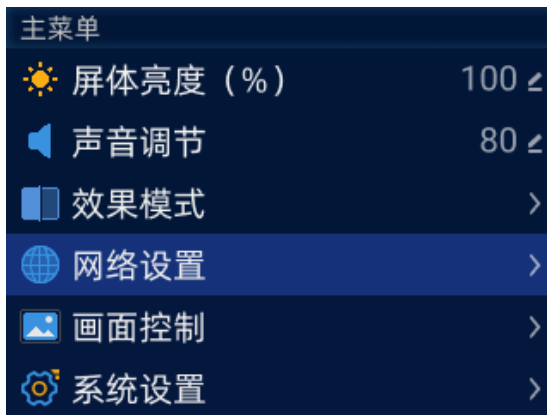 主菜单
屏体亮度（%） 100
声音调节 80
效果模式
网络设置
画面控制
系统设置